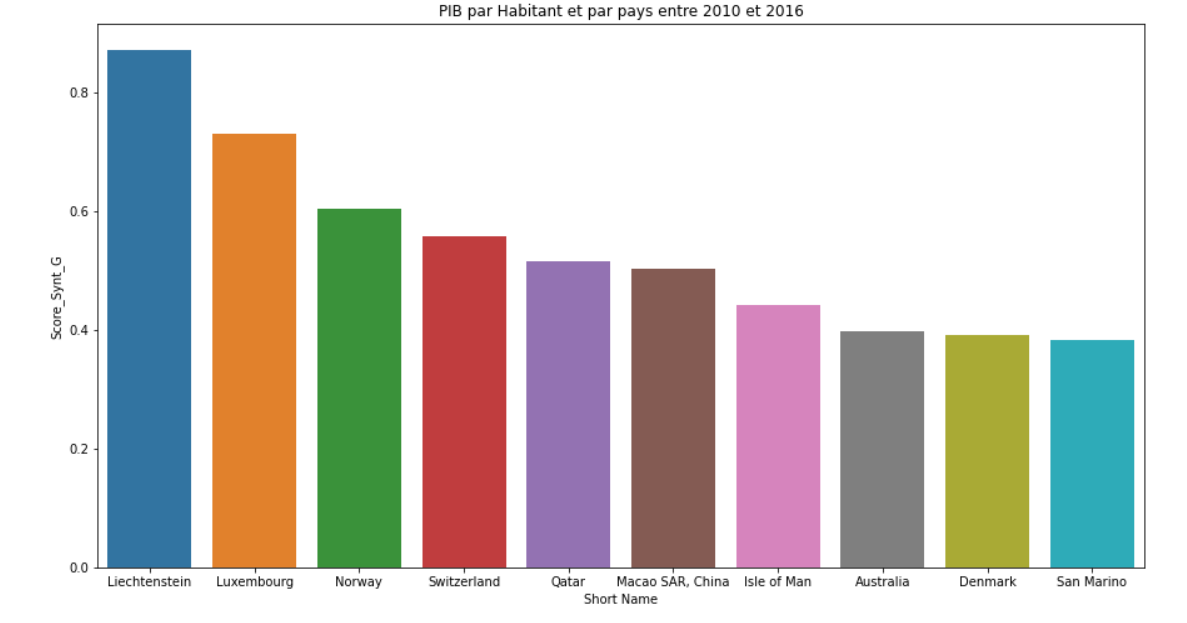 PIB par Habitant et par pays entre 2010 et 2016
Score_Synt_G
0.8
0.6
0.4
0.2
0.0
Liechtenstein Luxembourg Norway Switzerland Qatar Macao SAR, China Isle of Man Australia Denmark San Marino
Short Name